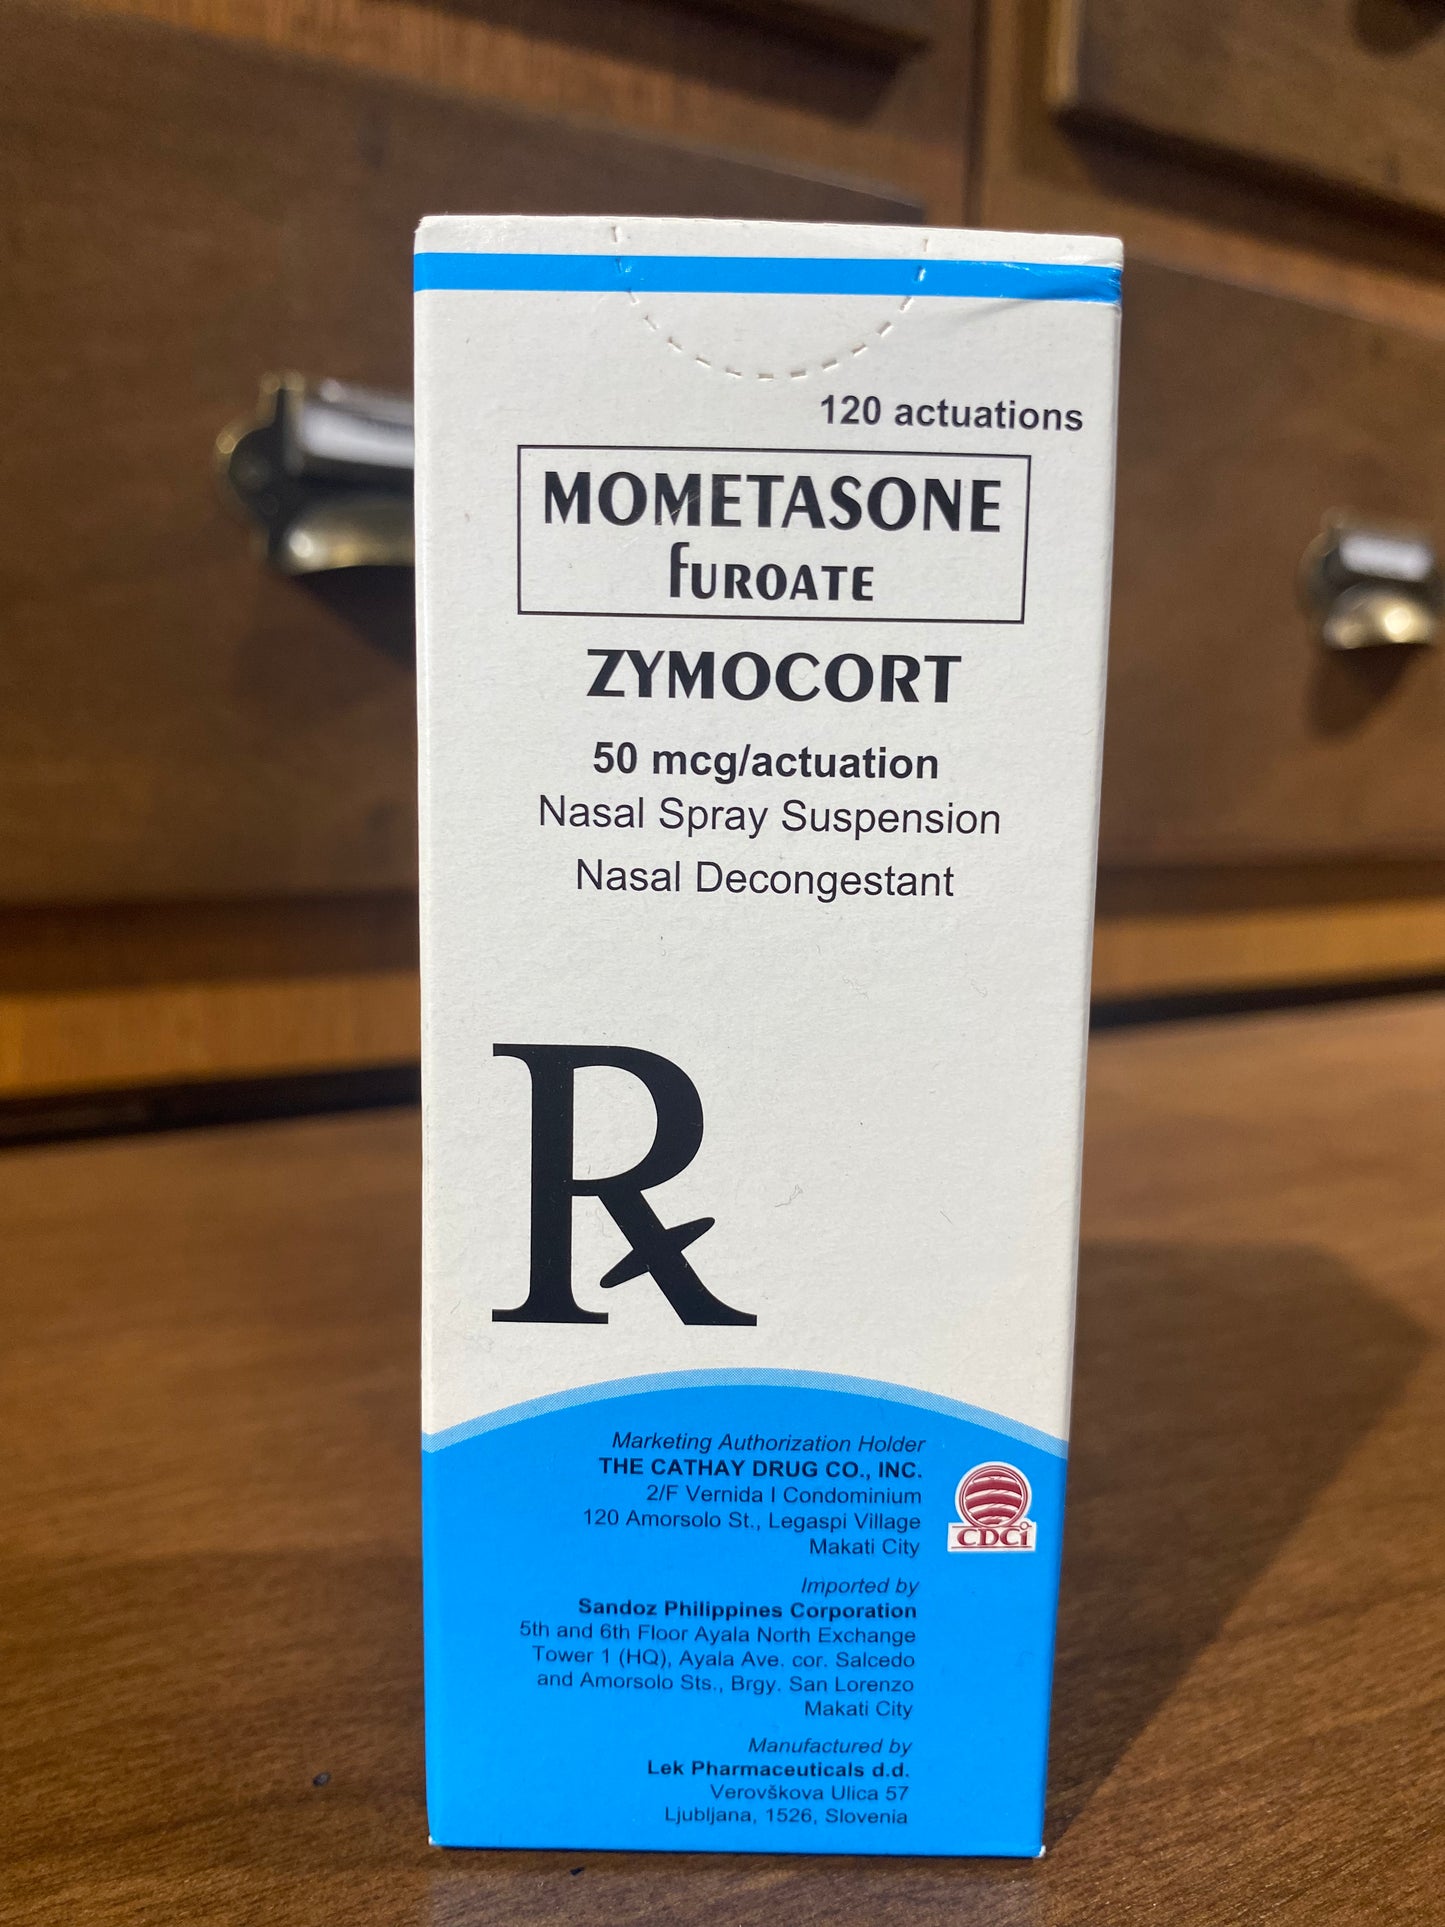 120 actuations
MOMETASONE
fUROATE
ZYMOCORT
50 mcg/actuation
Nasal Spray Suspension
Nasal Decongestant
Rx
Marketing Authorization Holder
THE CATHAY DRUG CO., INC.
2/F Vernida I Condominium
120 Amorsolo St., Legaspi Village
Makati City
CDCi
Imported by
Sandoz Philippines Corporation
5th and 6th Floor Ayala North Exchange
Tower 1 (HQ), Ayala Ave. cor. Salcedo
and Amorsolo Sts., Brgy. San Lorenzo
Makati City
Manufactured by
Lek Pharmaceuticals d.d.
Verovškova Ulica 57
Ljubljana, 1526, Slovenia